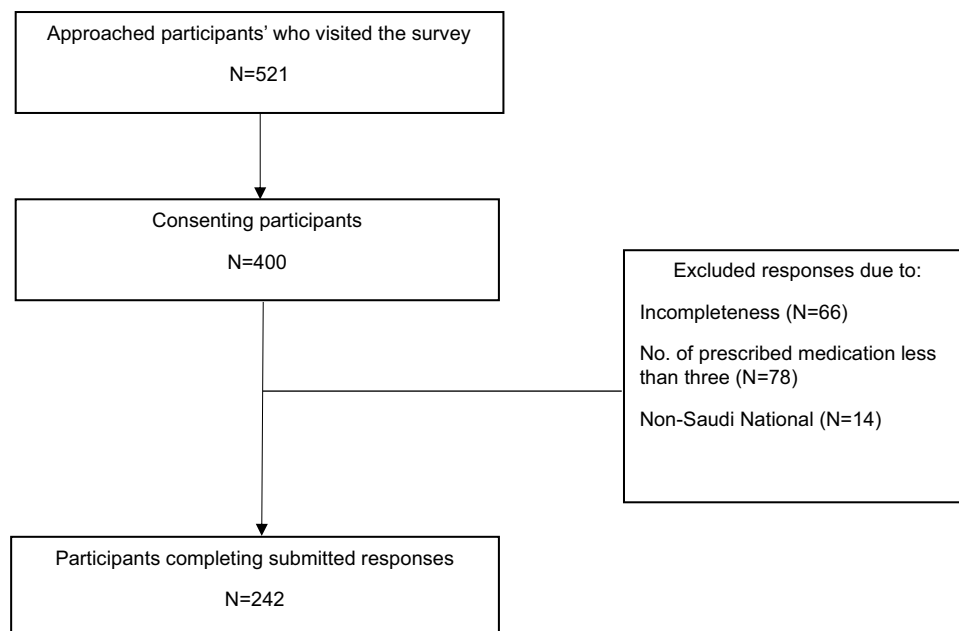 Approached participants’ who visited the survey
N=521
Consenting participants
N=400
Excluded responses due to:
Incompleteness (N=66)
No. of prescribed medication less
than three (N=78)
Non-Saudi National (N=14)
Participants completing submitted responses
N=242